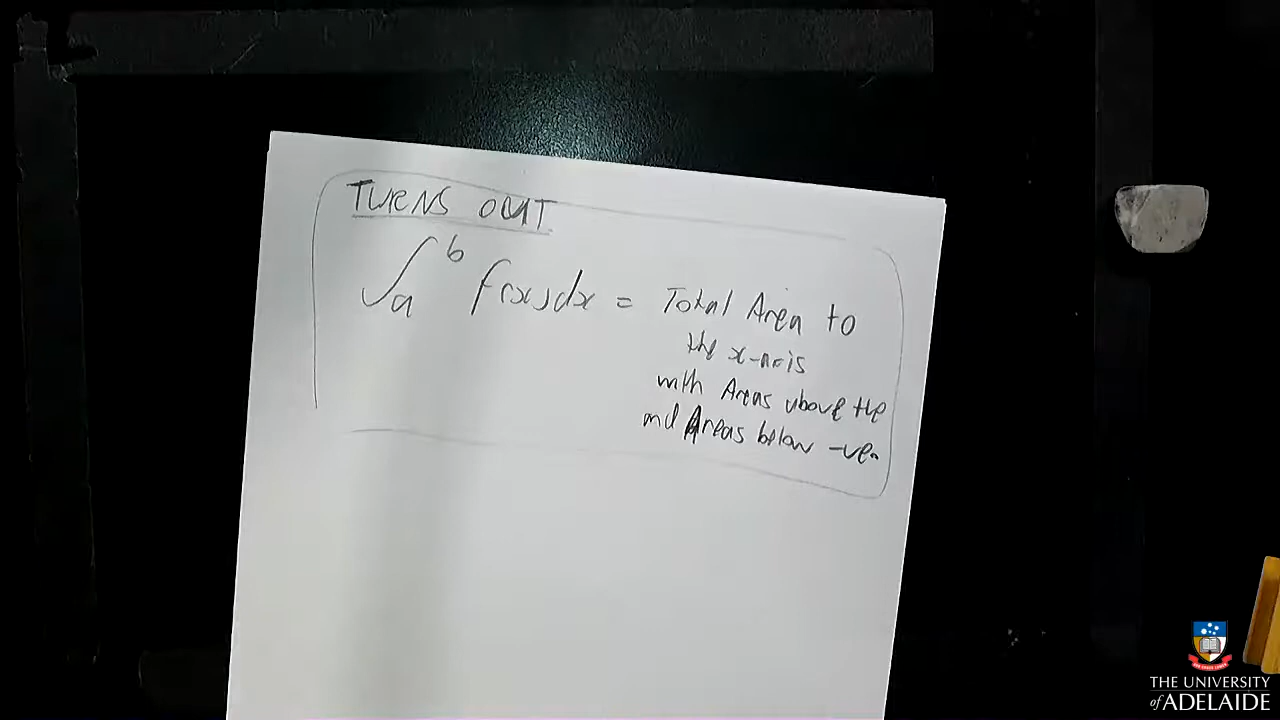 TURNS OUT
∫_a^b f(x)dx = Total Area to
the x-axis
with Areas above +ve
and Areas below -ve.
THE UNIVERSITY
of ADELAIDE